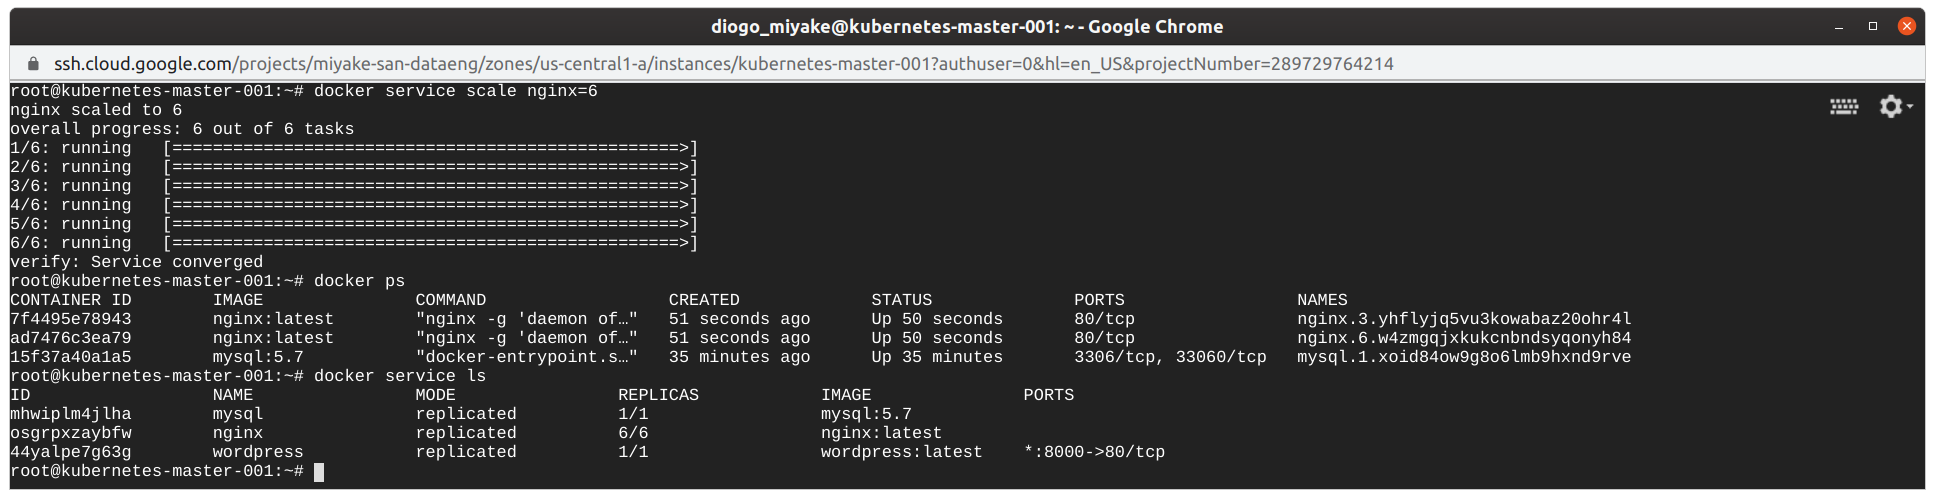 diogo_miyake@kubernetes-master-001: ~ - Google Chrome
ssh.cloud.google.com/projects/miyake-san-dataeng/zones/us-central1-a/instances/kubernetes-master-001?authuser=0&hl=en_US&projectNumber=289729764214
root@kubernetes-master-001:~# docker service scale nginx=6
nginx scaled to 6
overall progress: 6 out of 6 tasks
1/6: running   [==================================================>]
2/6: running   [==================================================>]
3/6: running   [==================================================>]
4/6: running   [==================================================>]
5/6: running   [==================================================>]
6/6: running   [==================================================>]
verify: Service converged
root@kubernetes-master-001:~# docker ps
CONTAINER ID        IMAGE               COMMAND                  CREATED             STATUS              PORTS                 NAMES
7f4495e78943        nginx:latest        "nginx -g 'daemon of…"   51 seconds ago      Up 50 seconds       80/tcp                nginx.3.yhflyjq5vu3kowabaz20ohr4l
ad7476c3ea79        nginx:latest        "nginx -g 'daemon of…"   51 seconds ago      Up 50 seconds       80/tcp                nginx.6.w4zmgqjxkukcnbndsyqonyh84
15f37a40a1a5        mysql:5.7           "docker-entrypoint.s…"   35 minutes ago      Up 35 minutes       3306/tcp, 33060/tcp   mysql.1.xoid84ow9g8o6lmb9hxnd9rve
root@kubernetes-master-001:~# docker service ls
ID                  NAME                MODE                REPLICAS            IMAGE               PORTS
mhwiplm4jlha        mysql               replicated          1/1                 mysql:5.7
osgrpxzaybfw        nginx               replicated          6/6                 nginx:latest
44yalpe7g63g        wordpress           replicated          1/1                 wordpress:latest    *:8000->80/tcp
root@kubernetes-master-001:~#